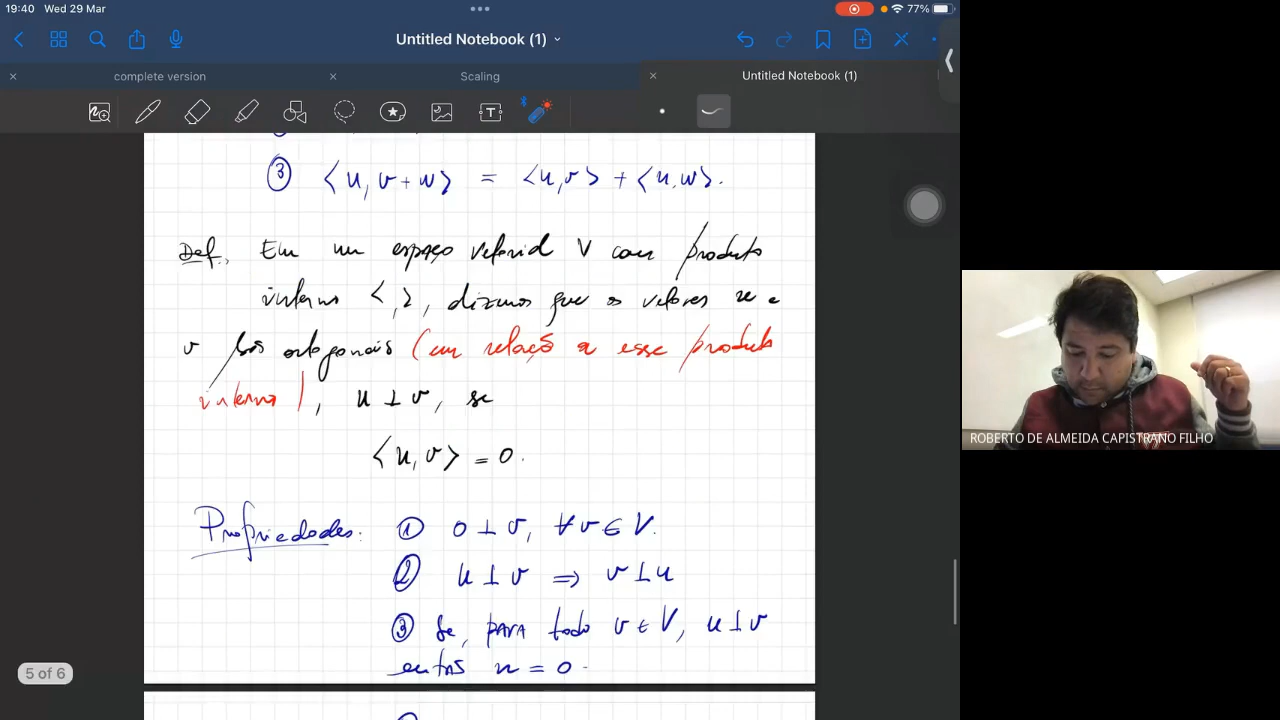 19:40 Wed 29 Mar
77%
Untitled Notebook (1)
complete version
Scaling
Untitled Notebook (1)
T
③ ⟨u, v + w⟩ = ⟨u, v⟩ + ⟨u, w⟩.
Def. Em um espaço vetorial V com produto
interno <,>, dizemos que os vetores u e
v são ortogonais (em relação a esse produto
interno), u ⊥ v, se
⟨u, v⟩ = 0.
Propriedades: ① 0 ⊥ v, ∀ v ∈ V.
② u ⊥ v ⇒ v ⊥ u
③ Se, PARA todo v ∈ V, u ⊥ v
então u = 0.
5 of 6
ROBERTO DE ALMEIDA CAPISTRANO FILHO